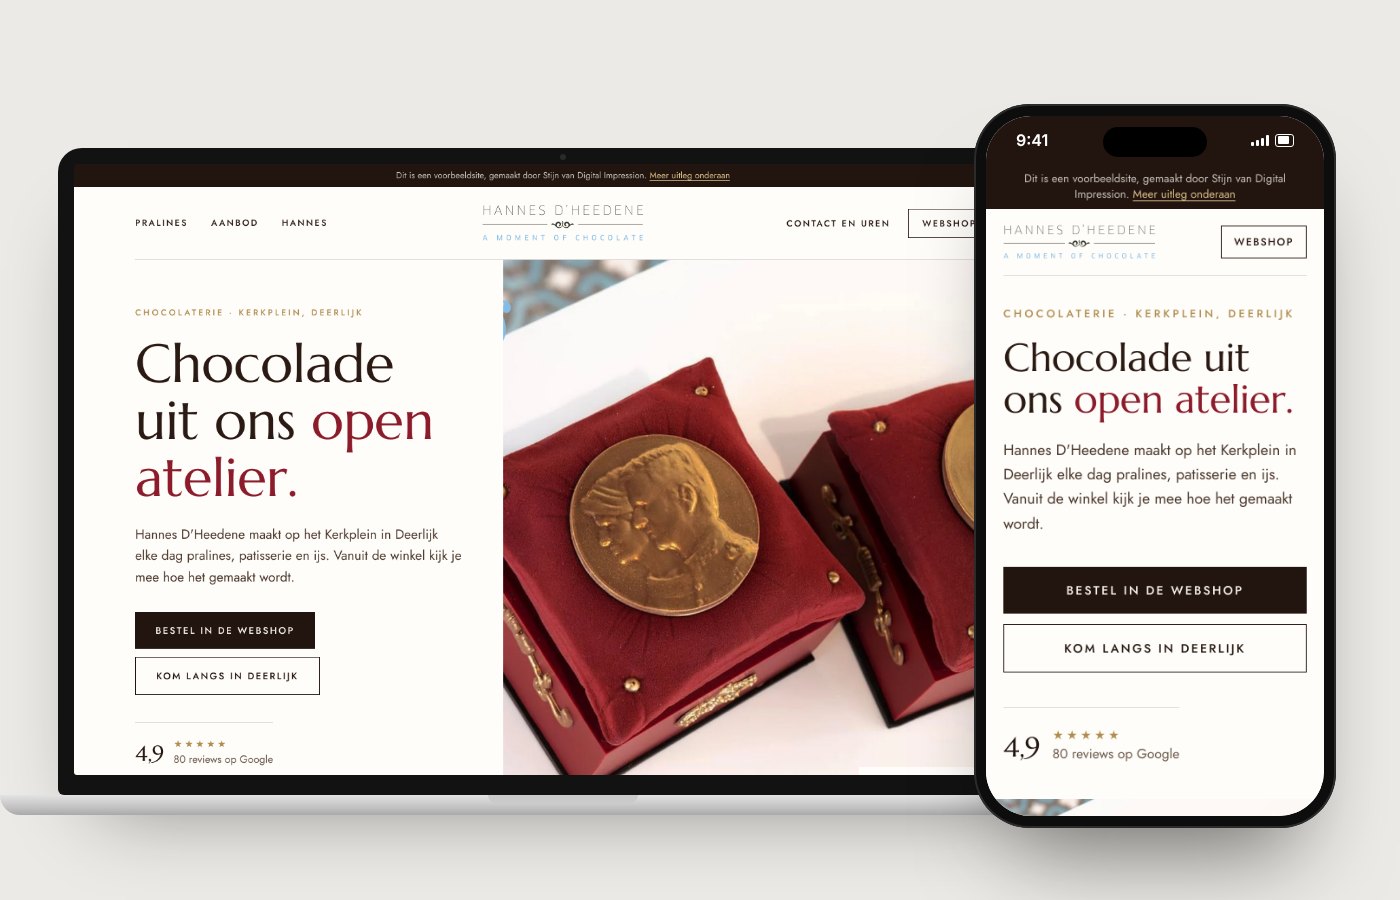 Dit is een voorbeeldsite, gemaakt door Stijn van Digital Impression. Meer uitleg onderaan
PRALINES AANBOD HANNES
HANNES D'HEEDENE
A MOMENT OF CHOCOLATE
CONTACT EN UREN
WEBSHOP
CHOCOLATERIE · KERKPLEIN, DEERLIJK
Chocolade
uit ons open
atelier.
Hannes D'Heedene maakt op het Kerkplein in Deerlijk
elke dag pralines, patisserie en ijs. Vanuit de winkel kijk je
mee hoe het gemaakt wordt.
BESTEL IN DE WEBSHOP
KOM LANGS IN DEERLIJK
4,9
★★★★★
80 reviews op Google
9:41
Dit is een voorbeeldsite, gemaakt door Stijn van Digital
Impression. Meer uitleg onderaan
HANNES D'HEEDENE
A MOMENT OF CHOCOLATE
WEBSHOP
CHOCOLATERIE · KERKPLEIN, DEERLIJK
Chocolade uit
ons open atelier.
Hannes D'Heedene maakt op het Kerkplein in
Deerlijk elke dag pralines, patisserie en ijs.
Vanuit de winkel kijk je mee hoe het gemaakt
wordt.
BESTEL IN DE WEBSHOP
KOM LANGS IN DEERLIJK
4,9
★★★★★
80 reviews op Google